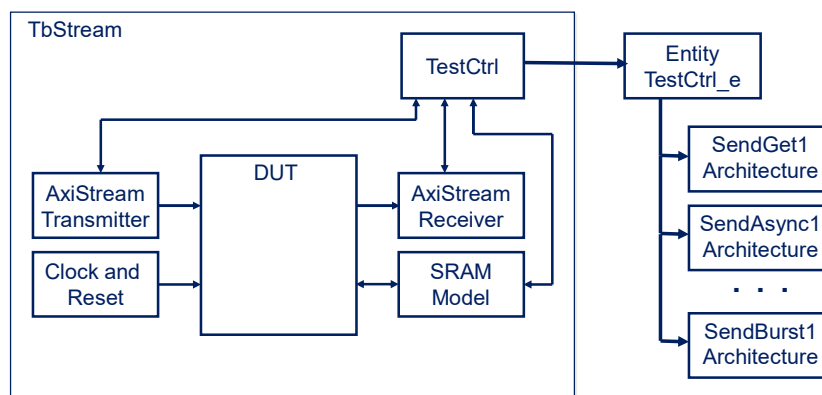 TbStream
TestCtrl
Entity
TestCtrl_e
SendGet1
Architecture
DUT
AxiStream
Transmitter
AxiStream
Receiver
SendAsync1
Architecture
Clock and
Reset
SRAM
Model
. . .
SendBurst1
Architecture